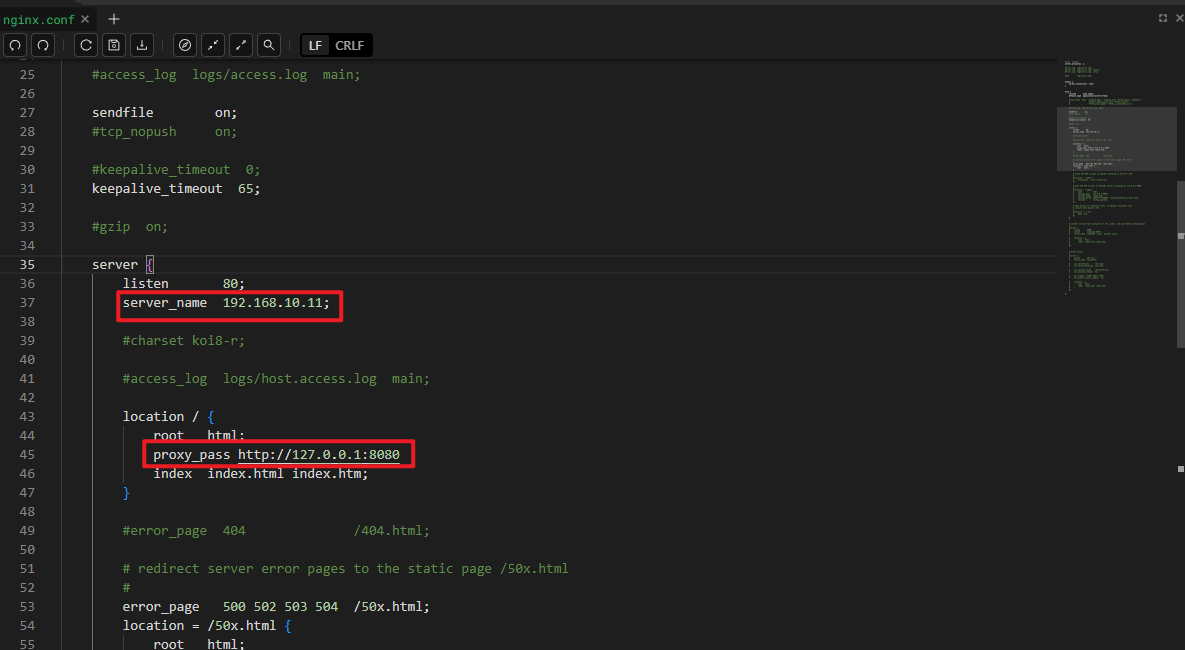 nginx.conf
LF CRLF
25 #access_log  logs/access.log  main;
26
27 sendfile        on;
28 #tcp_nopush     on;
29
30 #keepalive_timeout  0;
31 keepalive_timeout  65;
32
33 #gzip  on;
34
35 server {
36 listen       80;
37 server_name  192.168.10.11;
38
39 #charset koi8-r;
40
41 #access_log  logs/host.access.log  main;
42
43 location / {
44 root   html;
45 proxy_pass http://127.0.0.1:8080
46 index  index.html index.htm;
47 }
48
49 #error_page  404              /404.html;
50
51 # redirect server error pages to the static page /50x.html
52 #
53 error_page   500 502 503 504  /50x.html;
54 location = /50x.html {
55 root   html;